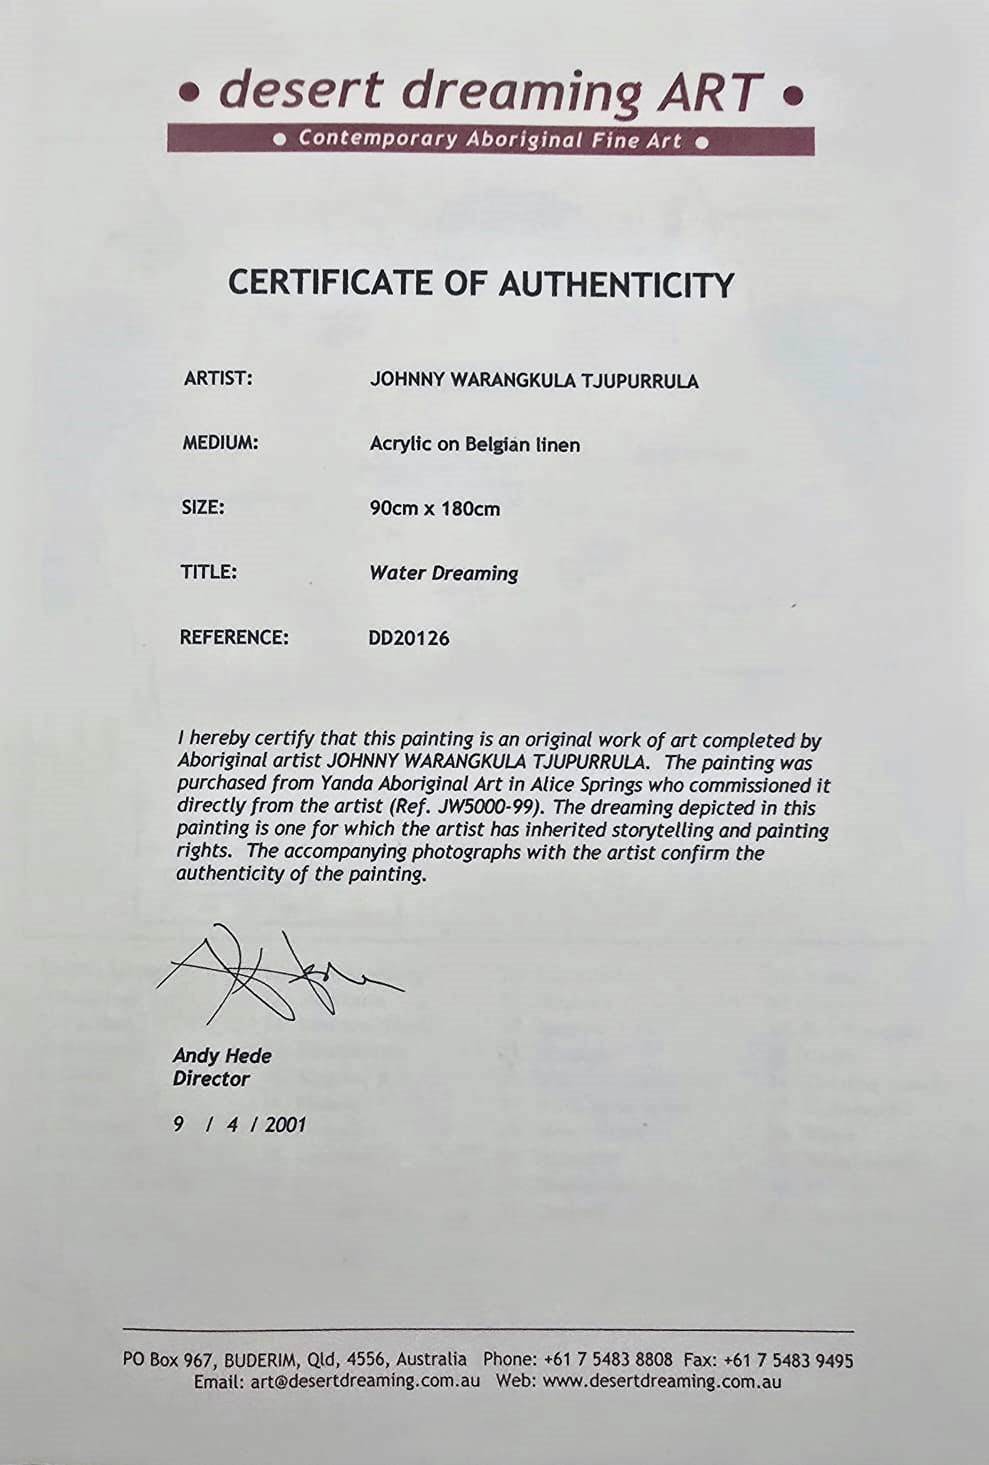 • desert dreaming ART •
• Contemporary Aboriginal Fine Art •
CERTIFICATE OF AUTHENTICITY
ARTIST: JOHNNY WARANGKULA TJUPURRULA
MEDIUM: Acrylic on Belgian linen
SIZE: 90cm x 180cm
TITLE: Water Dreaming
REFERENCE: DD20126
I hereby certify that this painting is an original work of art completed by
Aboriginal artist JOHNNY WARANGKULA TJUPURRULA. The painting was
purchased from Yanda Aboriginal Art in Alice Springs who commissioned it
directly from the artist (Ref. JW5000-99). The dreaming depicted in this
painting is one for which the artist has inherited storytelling and painting
rights. The accompanying photographs with the artist confirm the
authenticity of the painting.
Andy Hede
Director
9 / 4 / 2001
PO Box 967, BUDERIM, Qld, 4556, Australia Phone: +61 7 5483 8808 Fax: +61 7 5483 9495
Email: art@desertdreaming.com.au Web: www.desertdreaming.com.au